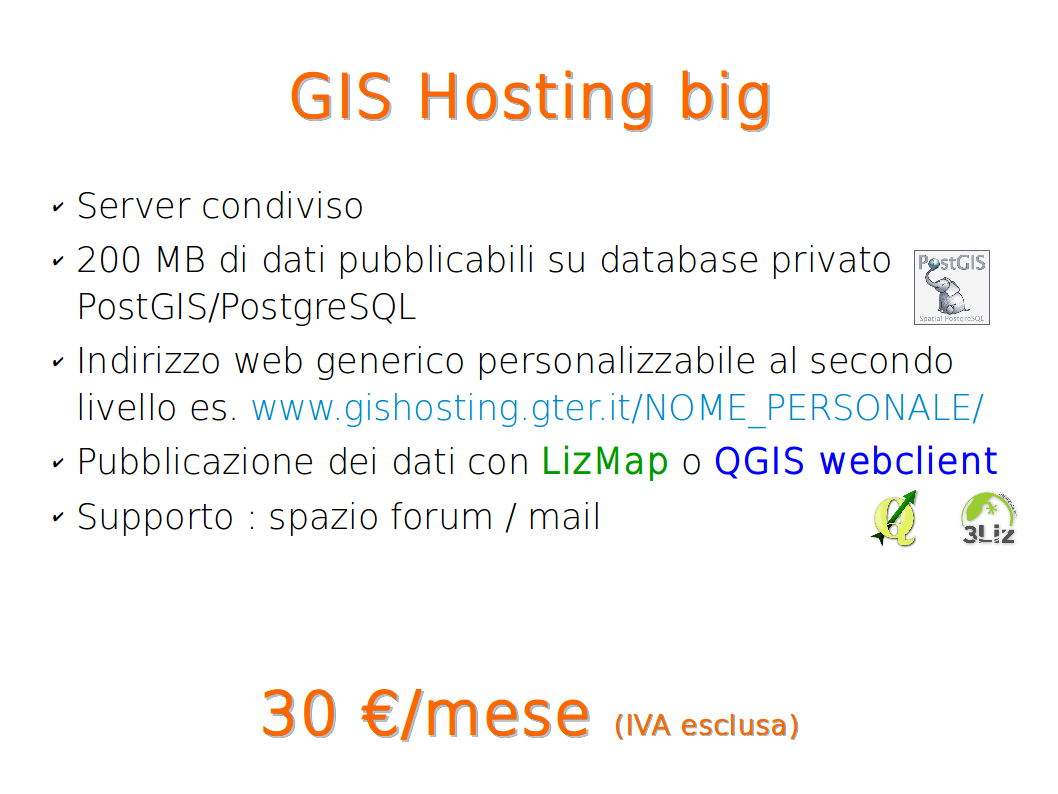 GIS Hosting big
✔ Server condiviso
✔ 200 MB di dati pubblicabili su database privato
PostGIS/PostgreSQL
PostGIS
Spatial PostgreSQL
✔ Indirizzo web generico personalizzabile al secondo
livello es. www.gishosting.gter.it/NOME_PERSONALE/
✔ Pubblicazione dei dati con LizMap o QGIS webclient
✔ Supporto : spazio forum / mail
3Liz
30 €/mese (IVA esclusa)